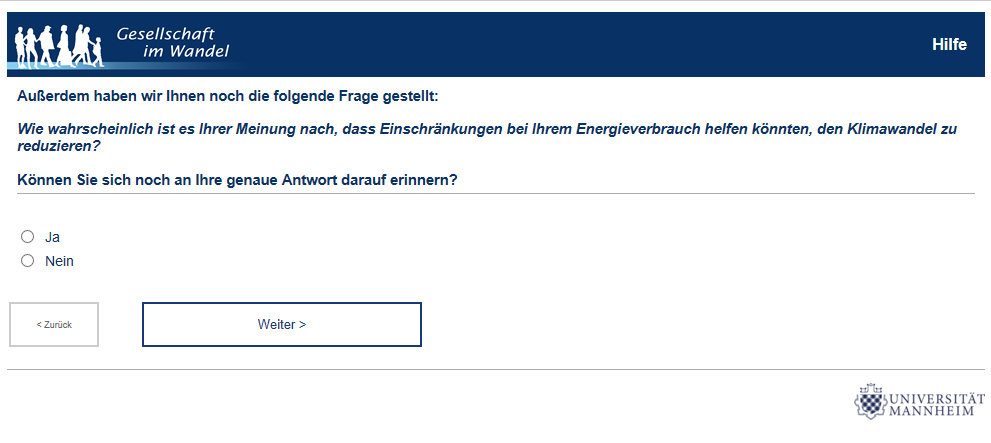 Gesellschaft
im Wandel
Hilfe
Außerdem haben wir Ihnen noch die folgende Frage gestellt:
Wie wahrscheinlich ist es Ihrer Meinung nach, dass Einschränkungen bei Ihrem Energieverbrauch helfen könnten, den Klimawandel zu
reduzieren?
Können Sie sich noch an Ihre genaue Antwort darauf erinnern?
Ja
Nein
< Zurück
Weiter >
UNIVERSITÄT
MANNHEIM